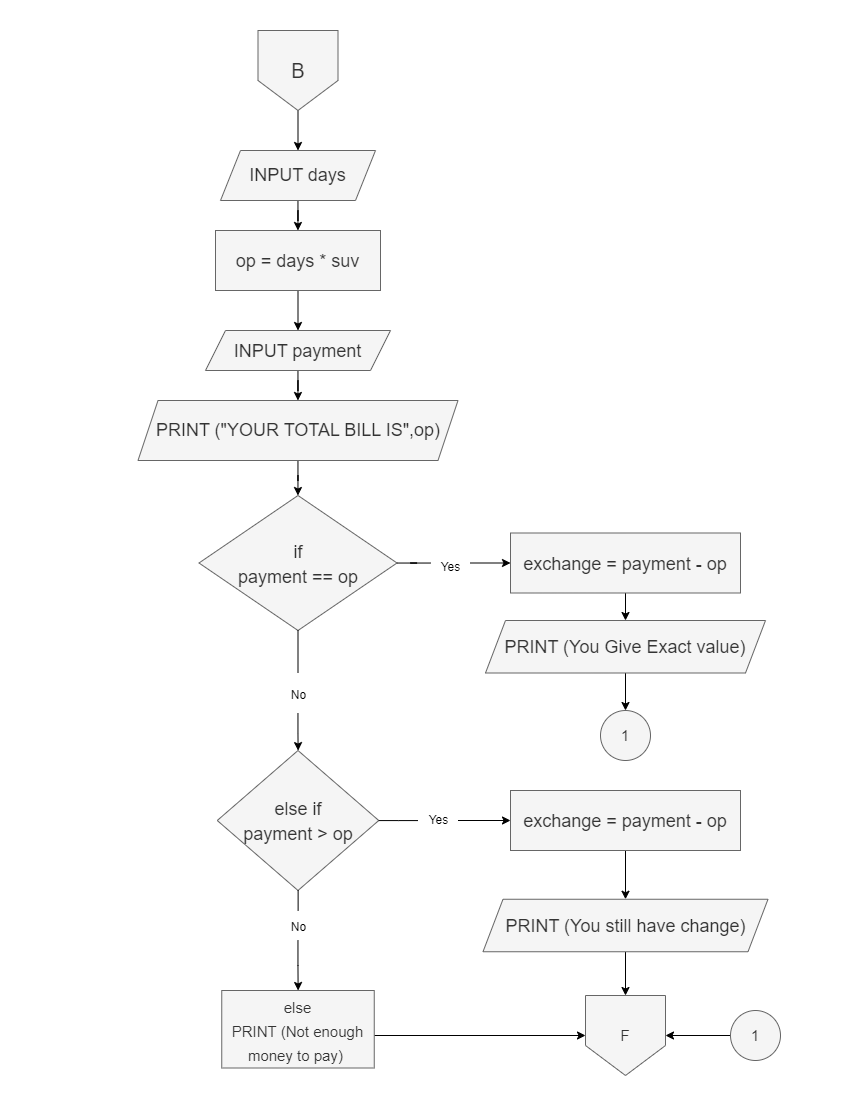 B
INPUT days
op = days * suv
INPUT payment
PRINT ("YOUR TOTAL BILL IS",op)
if
payment == op
Yes
exchange = payment - op
PRINT (You Give Exact value)
1
No
else if
payment > op
Yes
exchange = payment - op
PRINT (You still have change)
No
else
PRINT (Not enough
money to pay)
F
1